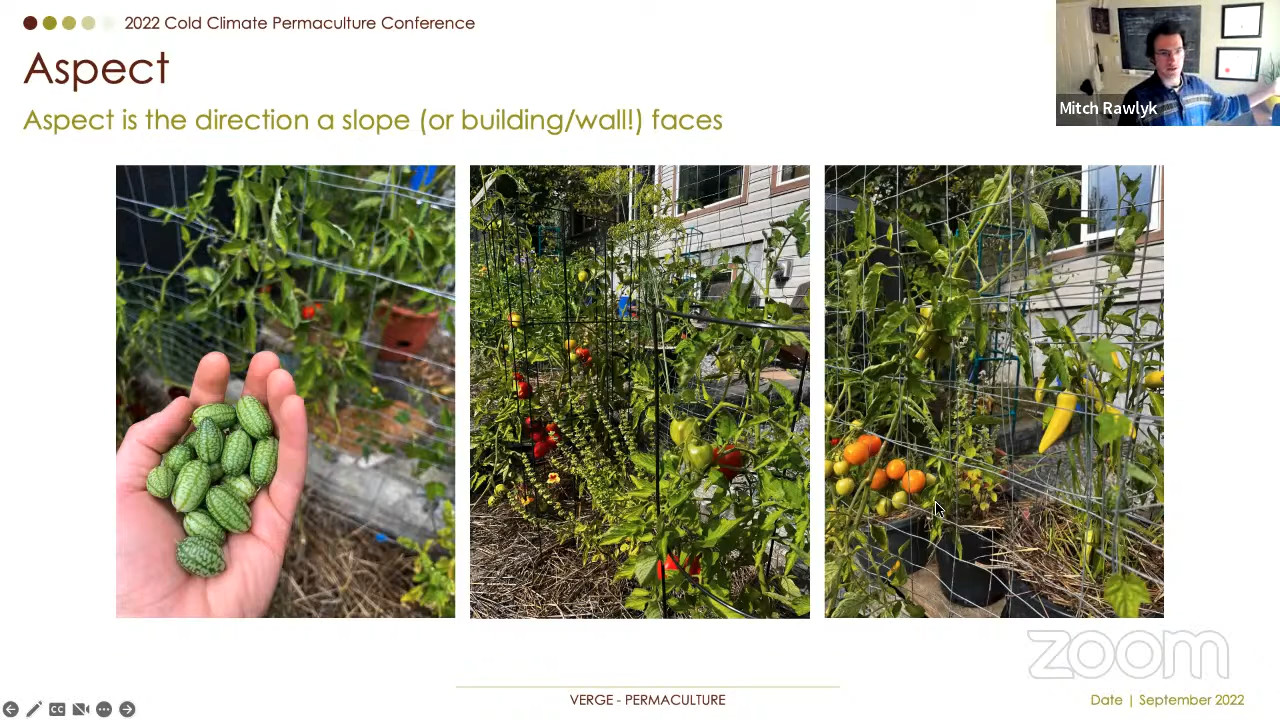 2022 Cold Climate Permaculture Conference
Aspect
Aspect is the direction a slope (or building/wall!) faces
Mitch Rawlyk
zoom
VERGE - PERMACULTURE
Date | September 2022
CC